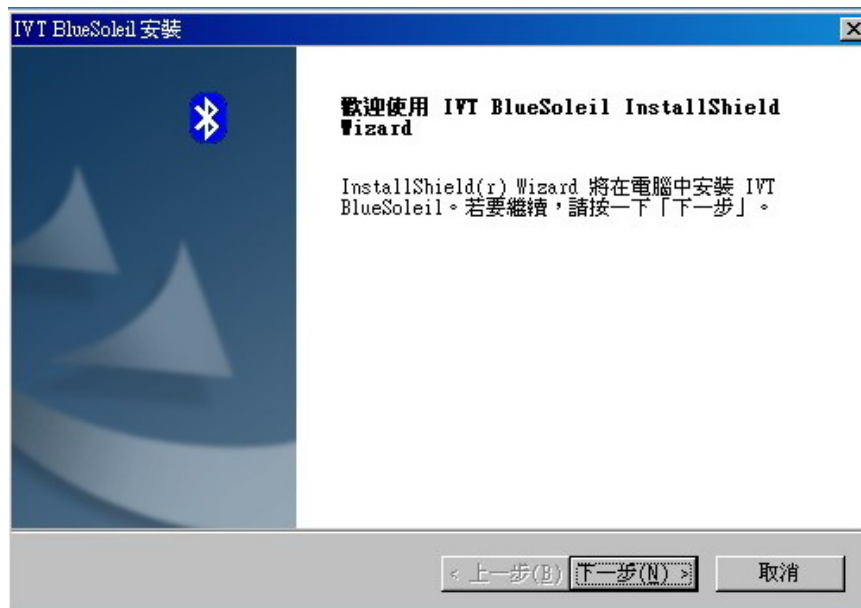 IVT BlueSoleil 安裝
歡迎使用 IVT BlueSoleil InstallShield
Wizard
InstallShield(r) Wizard 將在電腦中安裝 IVT
BlueSoleil。若要繼續，請按一下「下一步」。
< 上一步(B) 下一步(N) > 取消